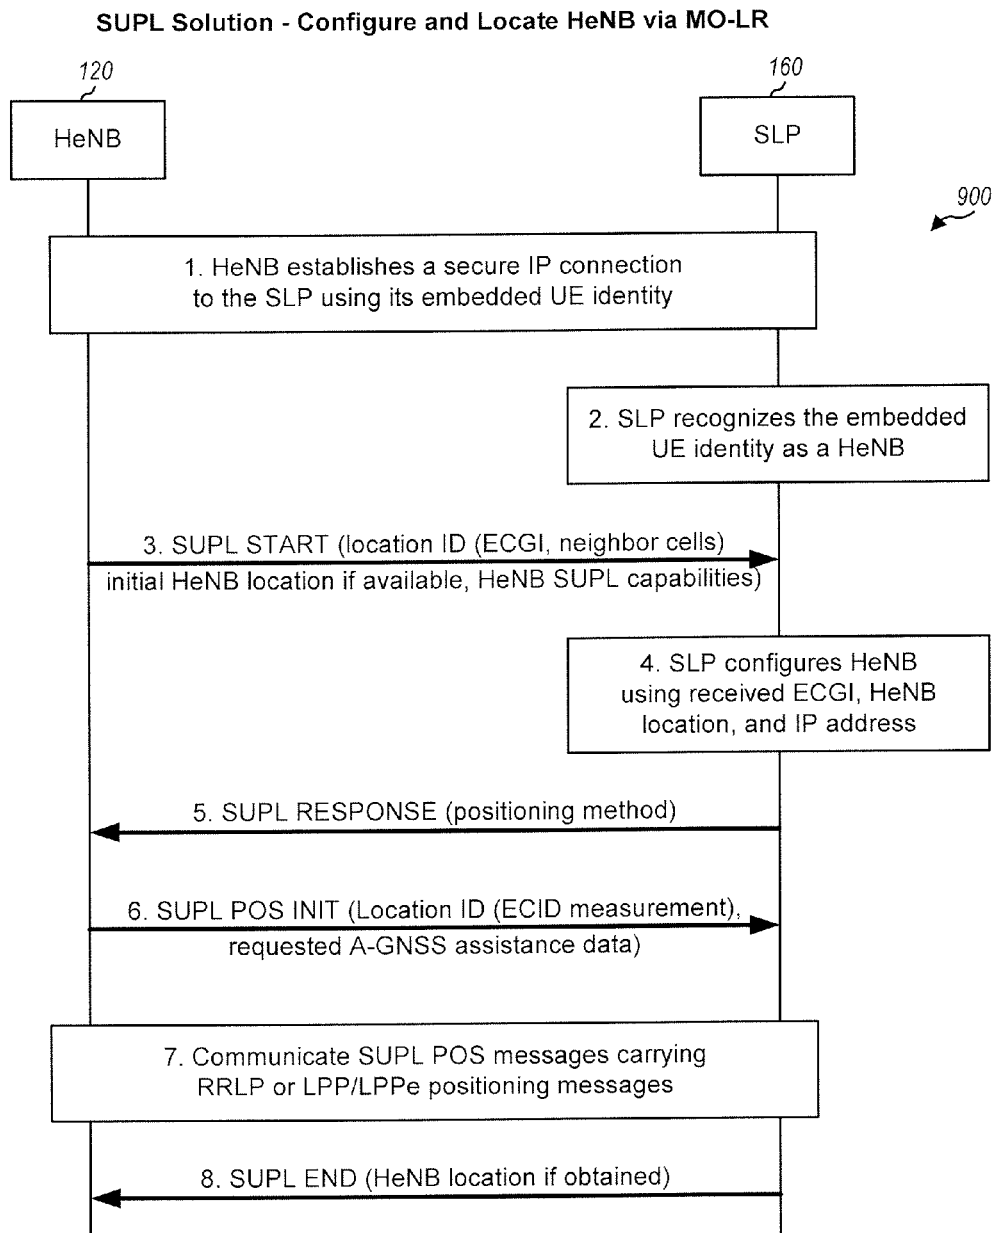 SUPL Solution - Configure and Locate HeNB via MO-LR
120
160
HeNB
SLP
900
1. HeNB establishes a secure IP connection
to the SLP using its embedded UE identity
2. SLP recognizes the embedded
UE identity as a HeNB
3. SUPL START (location ID (ECGI, neighbor cells)
initial HeNB location if available, HeNB SUPL capabilities)
4. SLP configures HeNB
using received ECGI, HeNB
location, and IP address
5. SUPL RESPONSE (positioning method)
6. SUPL POS INIT (Location ID (ECID measurement),
requested A-GNSS assistance data)
7. Communicate SUPL POS messages carrying
RRLP or LPP/LPPe positioning messages
8. SUPL END (HeNB location if obtained)